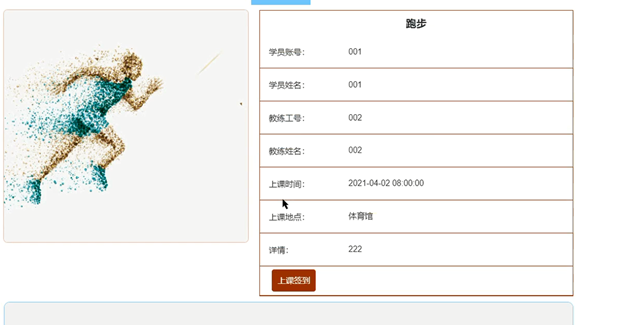 跑步
学员账号： 001
学员姓名： 001
教练工号： 002
教练姓名： 002
上课时间： 2021-04-02 08:00:00
上课地点： 体育馆
详情： 222
上课签到